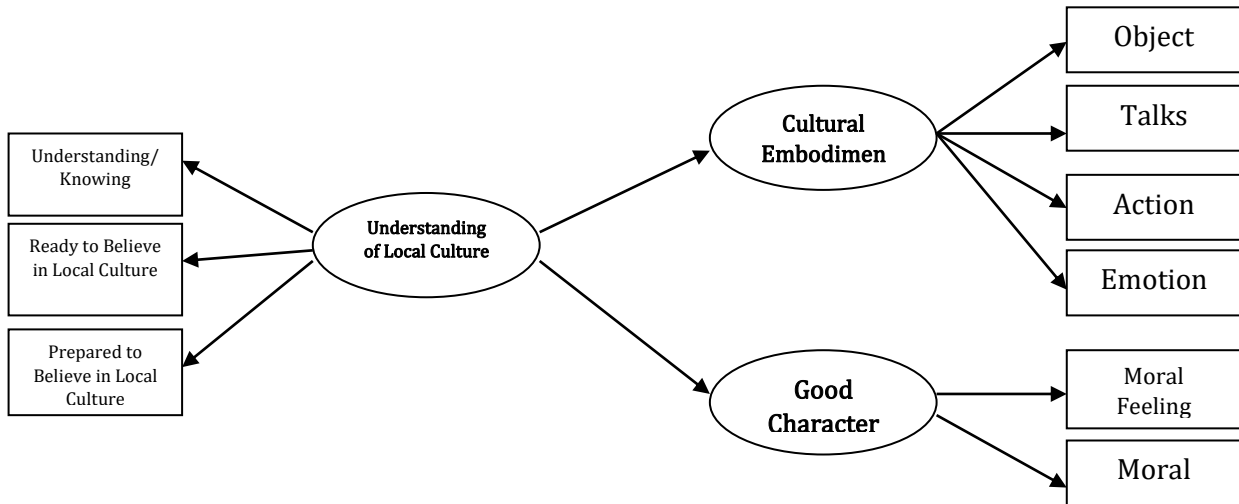 Understanding/
Knowing
Ready to Believe
in Local Culture
Prepared to
Believe in Local
Culture
Understanding
of Local Culture
Cultural
Embodimen
Good
Character
Object
Talks
Action
Emotion
Moral
Feeling
Moral